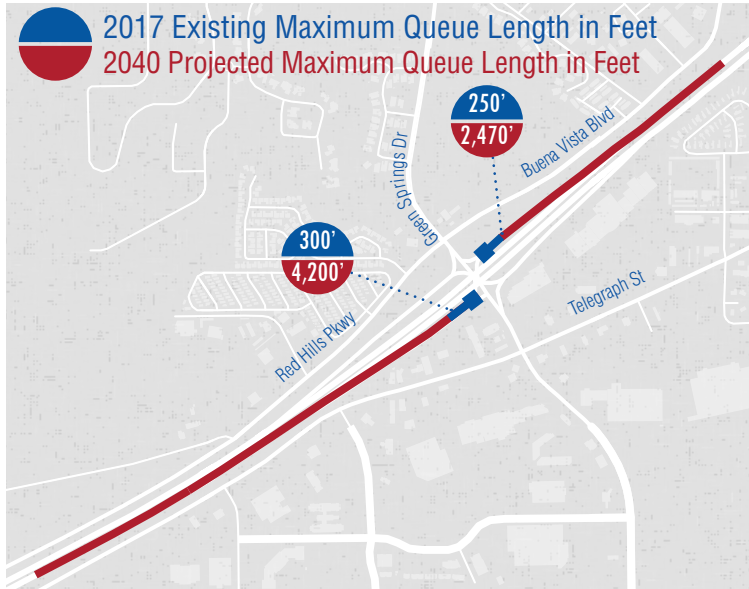 2017 Existing Maximum Queue Length in Feet
2040 Projected Maximum Queue Length in Feet
250’
2,470’
Buena Vista Blvd
Green Springs Dr
300’
4,200’
Telegraph St
Red Hills Pkwy